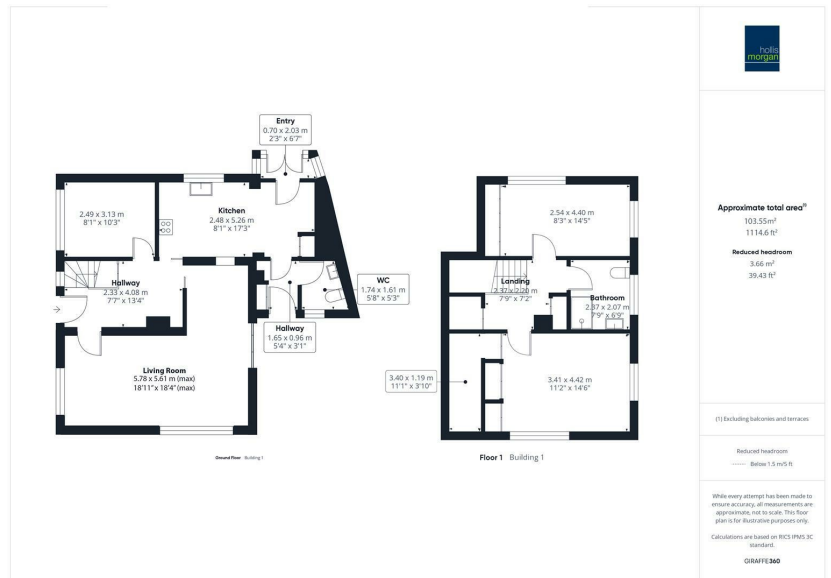 Entry
0.70 x 2.03 m
2'3" x 6'7"
2.49 x 3.13 m
8'1" x 10'3"
Kitchen
2.48 x 5.26 m
8'1" x 17'3"
Hallway
2.33 x 4.08 m
7'7" x 13'4"
WC
1.74 x 1.61 m
5'8" x 5'3"
Hallway
1.65 x 0.96 m
5'4" x 3'1"
Living Room
5.78 x 5.61 m (max)
18'11" x 18'4" (max)
Ground Floor Building 1
2.54 x 4.40 m
8'3" x 14'5"
Landing
2.37 x 2.20 m
7'9" x 7'2"
Bathroom
2.37 x 2.07 m
7'9" x 6'9"
3.40 x 1.19 m
11'1" x 3'10"
3.41 x 4.42 m
11'2" x 14'6"
Floor 1 Building 1
hollis
morgan
Approximate total area(1)
103.55 m²
1114.6 ft²
Reduced headroom
3.66 m²
39.43 ft²
(1) Excluding balconies and terraces
Reduced headroom
Below 1.5 m/5 ft
While every attempt has been made to
ensure accuracy, all measurements are
approximate, not to scale. This floor
plan is for illustrative purposes only.
Calculations are based on RICS IPMS 3C
standard.
GIRAFFE360